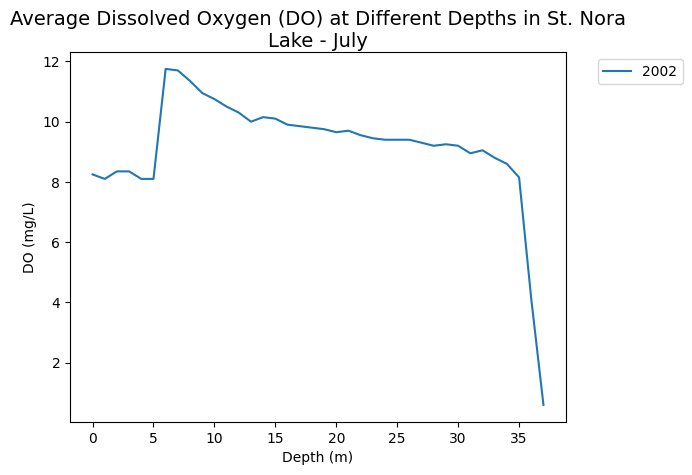 Average Dissolved Oxygen (DO) at Different Depths in St. Nora
Lake - July
2002
12
10
8
6
4
2
DO (mg/L)
0 5 10 15 20 25 30 35
Depth (m)